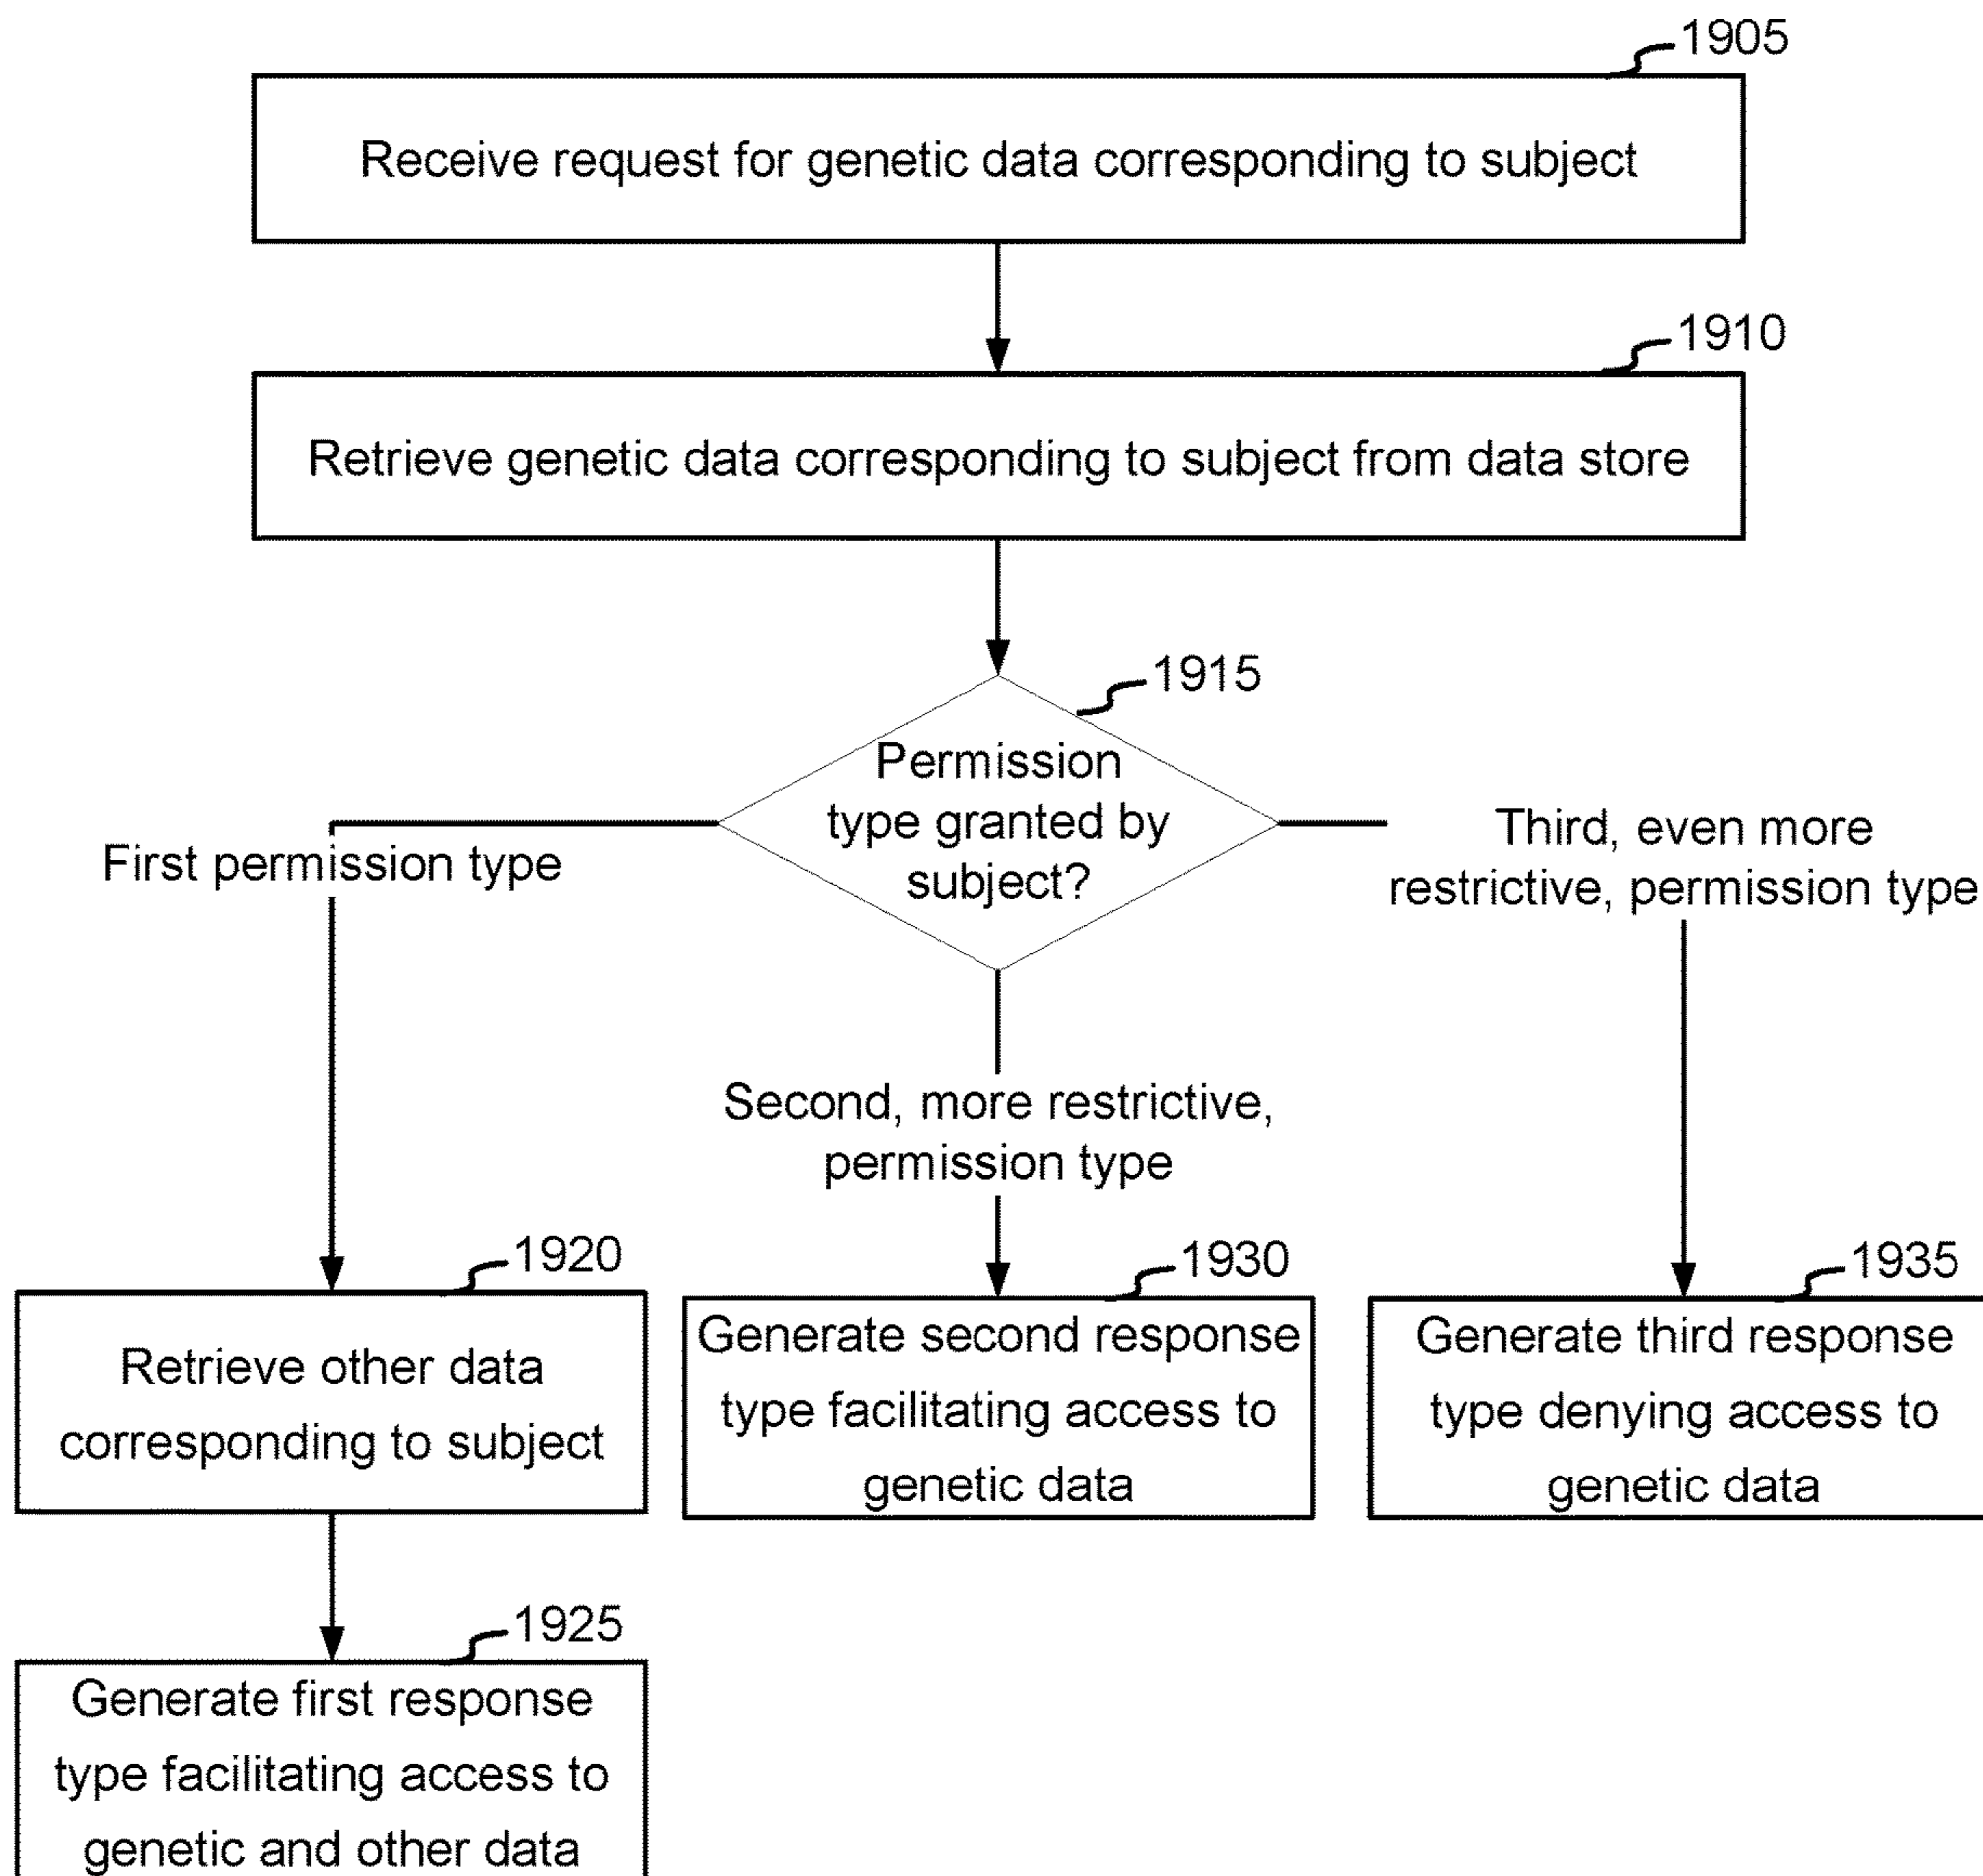 1905
Receive request for genetic data corresponding to subject
1910
Retrieve genetic data corresponding to subject from data store
1915
Permission
type granted by
subject?
First permission type
Third, even more
restrictive, permission type
Second, more restrictive,
permission type
1920
Retrieve other data
corresponding to subject
1930
Generate second response
type facilitating access to
genetic data
1935
Generate third response
type denying access to
genetic data
1925
Generate first response
type facilitating access to
genetic and other data